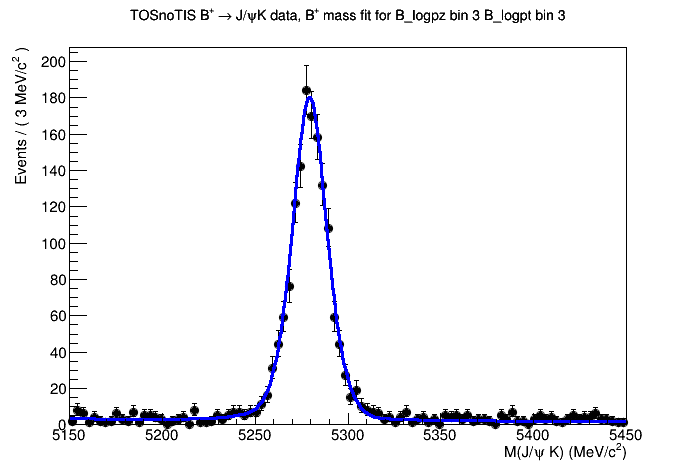 TOSnoTIS B⁺ → J/ψK data, B⁺ mass fit for B_logpz bin 3 B_logpt bin 3
Events / ( 3 MeV/c² )
200
180
160
140
120
100
80
60
40
20
0
5150 5200 5250 5300 5350 5400 5450
M(J/ψ K) (MeV/c²)